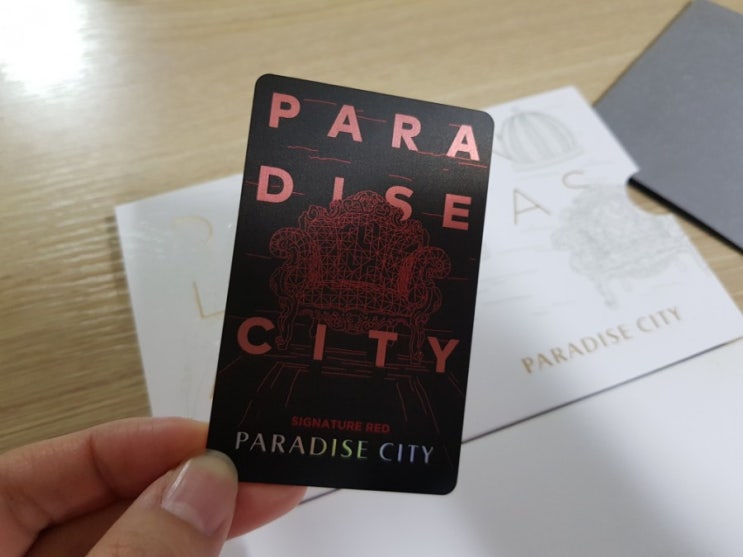 PARA
DISE
CITY
SIGNATURE RED
PARADISE CITY
PARADISE CITY